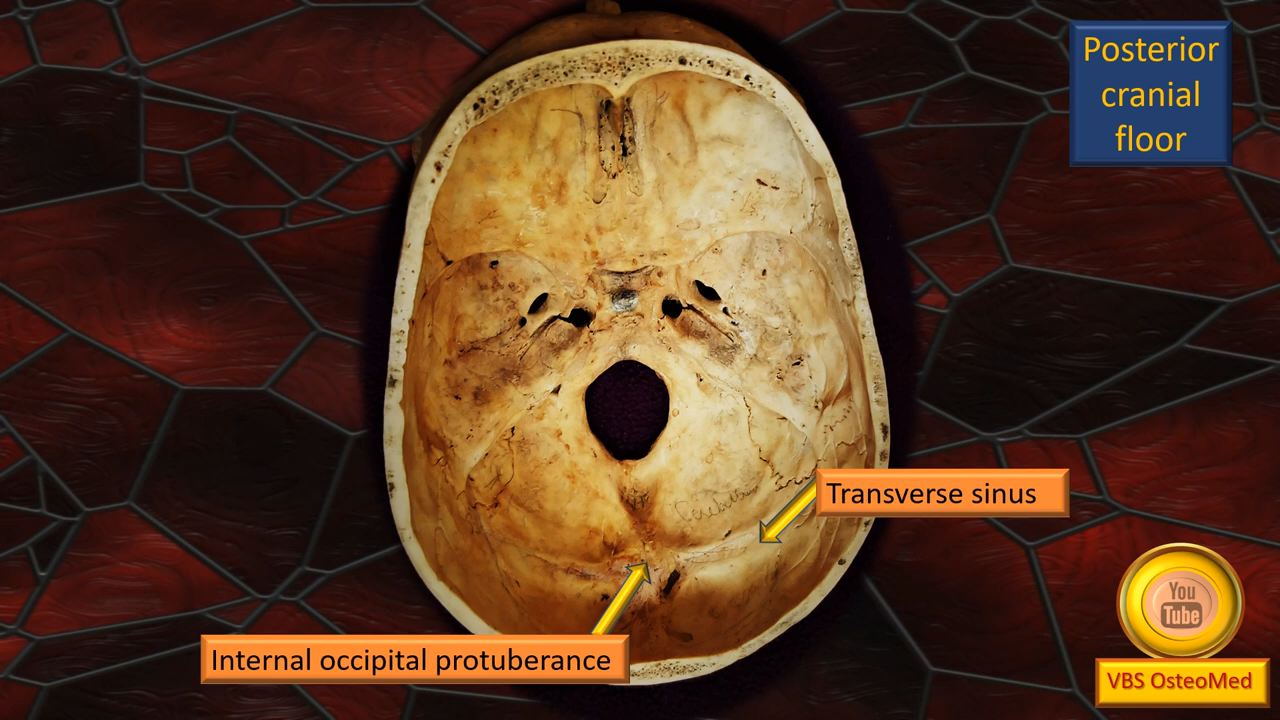 Posterior
cranial
floor
Transverse sinus
Internal occipital protuberance
You
Tube
VBS OsteoMed